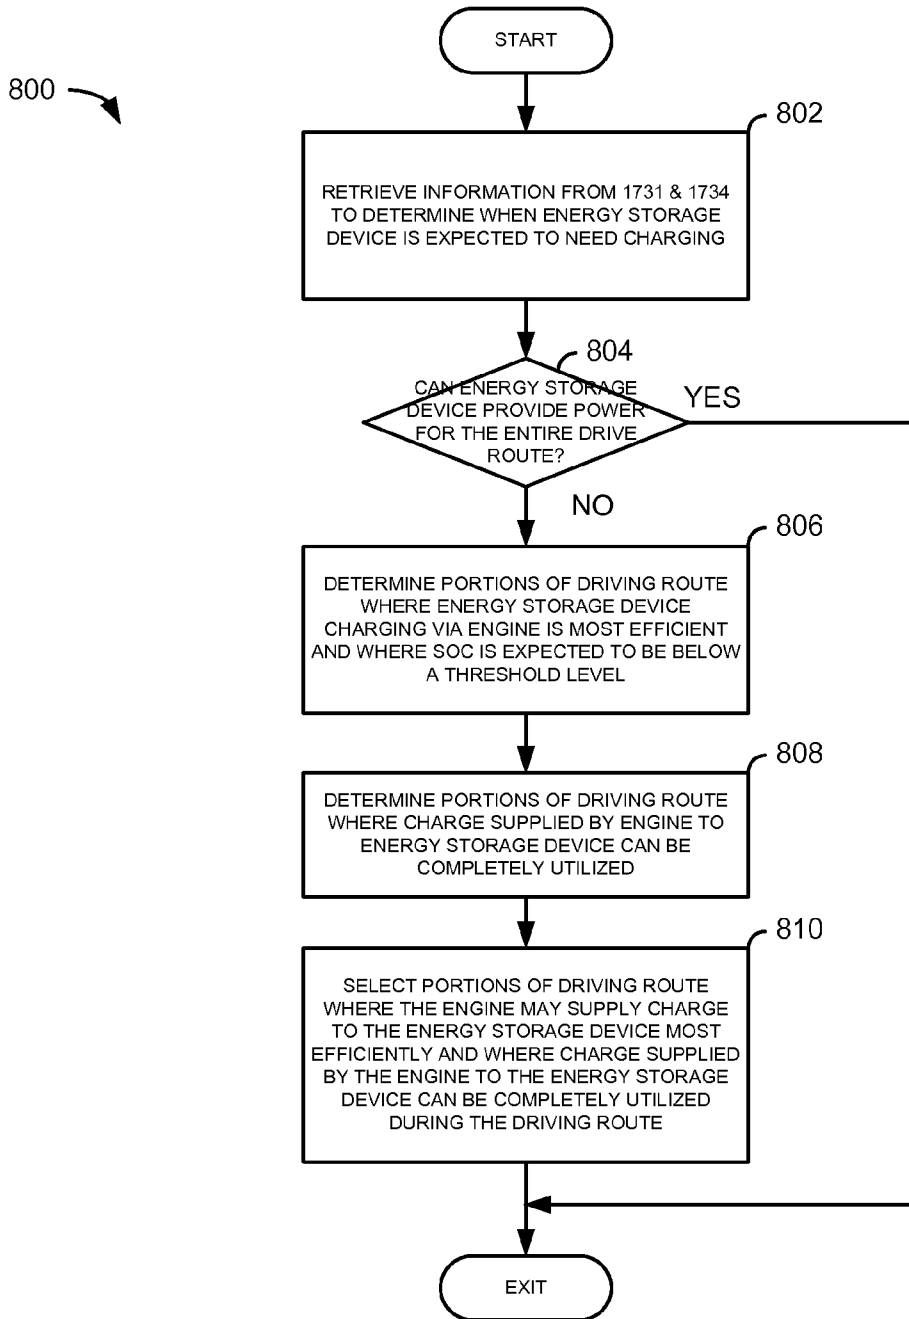 START
800
802
RETRIEVE INFORMATION FROM 1731 & 1734
TO DETERMINE WHEN ENERGY STORAGE
DEVICE IS EXPECTED TO NEED CHARGING
804
CAN ENERGY STORAGE
DEVICE PROVIDE POWER
FOR THE ENTIRE DRIVE
ROUTE?
YES
NO
806
DETERMINE PORTIONS OF DRIVING ROUTE
WHERE ENERGY STORAGE DEVICE
CHARGING VIA ENGINE IS MOST EFFICIENT
AND WHERE SOC IS EXPECTED TO BE BELOW
A THRESHOLD LEVEL
808
DETERMINE PORTIONS OF DRIVING ROUTE
WHERE CHARGE SUPPLIED BY ENGINE TO
ENERGY STORAGE DEVICE CAN BE
COMPLETELY UTILIZED
810
SELECT PORTIONS OF DRIVING ROUTE
WHERE THE ENGINE MAY SUPPLY CHARGE
TO THE ENERGY STORAGE DEVICE MOST
EFFICIENTLY AND WHERE CHARGE SUPPLIED
BY THE ENGINE TO THE ENERGY STORAGE
DEVICE CAN BE COMPLETELY UTILIZED
DURING THE DRIVING ROUTE
EXIT